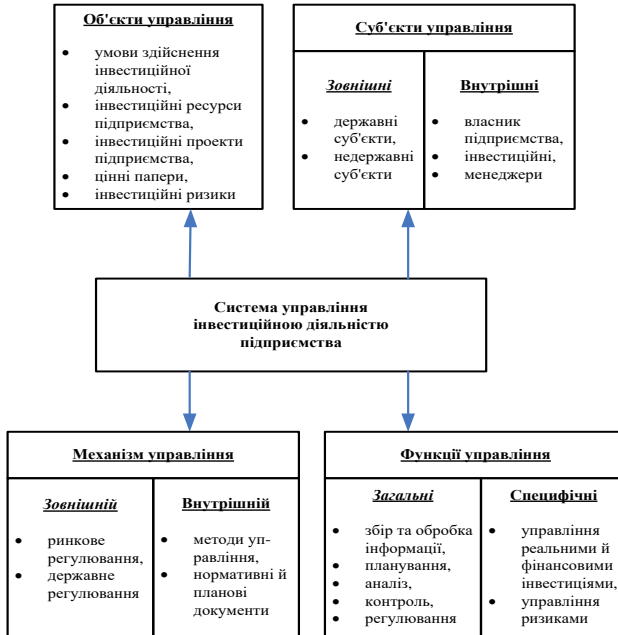 Об'єкти управління
• умови здійснення
інвестиційної
діяльності,
• інвестиційні ресурси
підприємства,
• інвестиційні проекти
підприємства,
• цінні папери,
• інвестиційні ризики
Суб'єкти управління
Зовнішні
• державні
суб'єкти,
• недержавні
суб'єкти
Внутрішні
• власник
підприємства,
• інвестиційні,
• менеджери
Система управління
інвестиційною діяльністю
підприємства
Механізм управління
Зовнішній
• ринкове
регулювання,
• державне
регулювання
Внутрішній
• методи уп-
равління,
• нормативні й
планові
документи
Функції управління
Загальні
• збір та обробка
інформації,
• планування,
• аналіз,
• контроль,
• регулювання
Специфічні
• управління
реальними й
фінансовими
інвестиціями,
• управління
ризиками